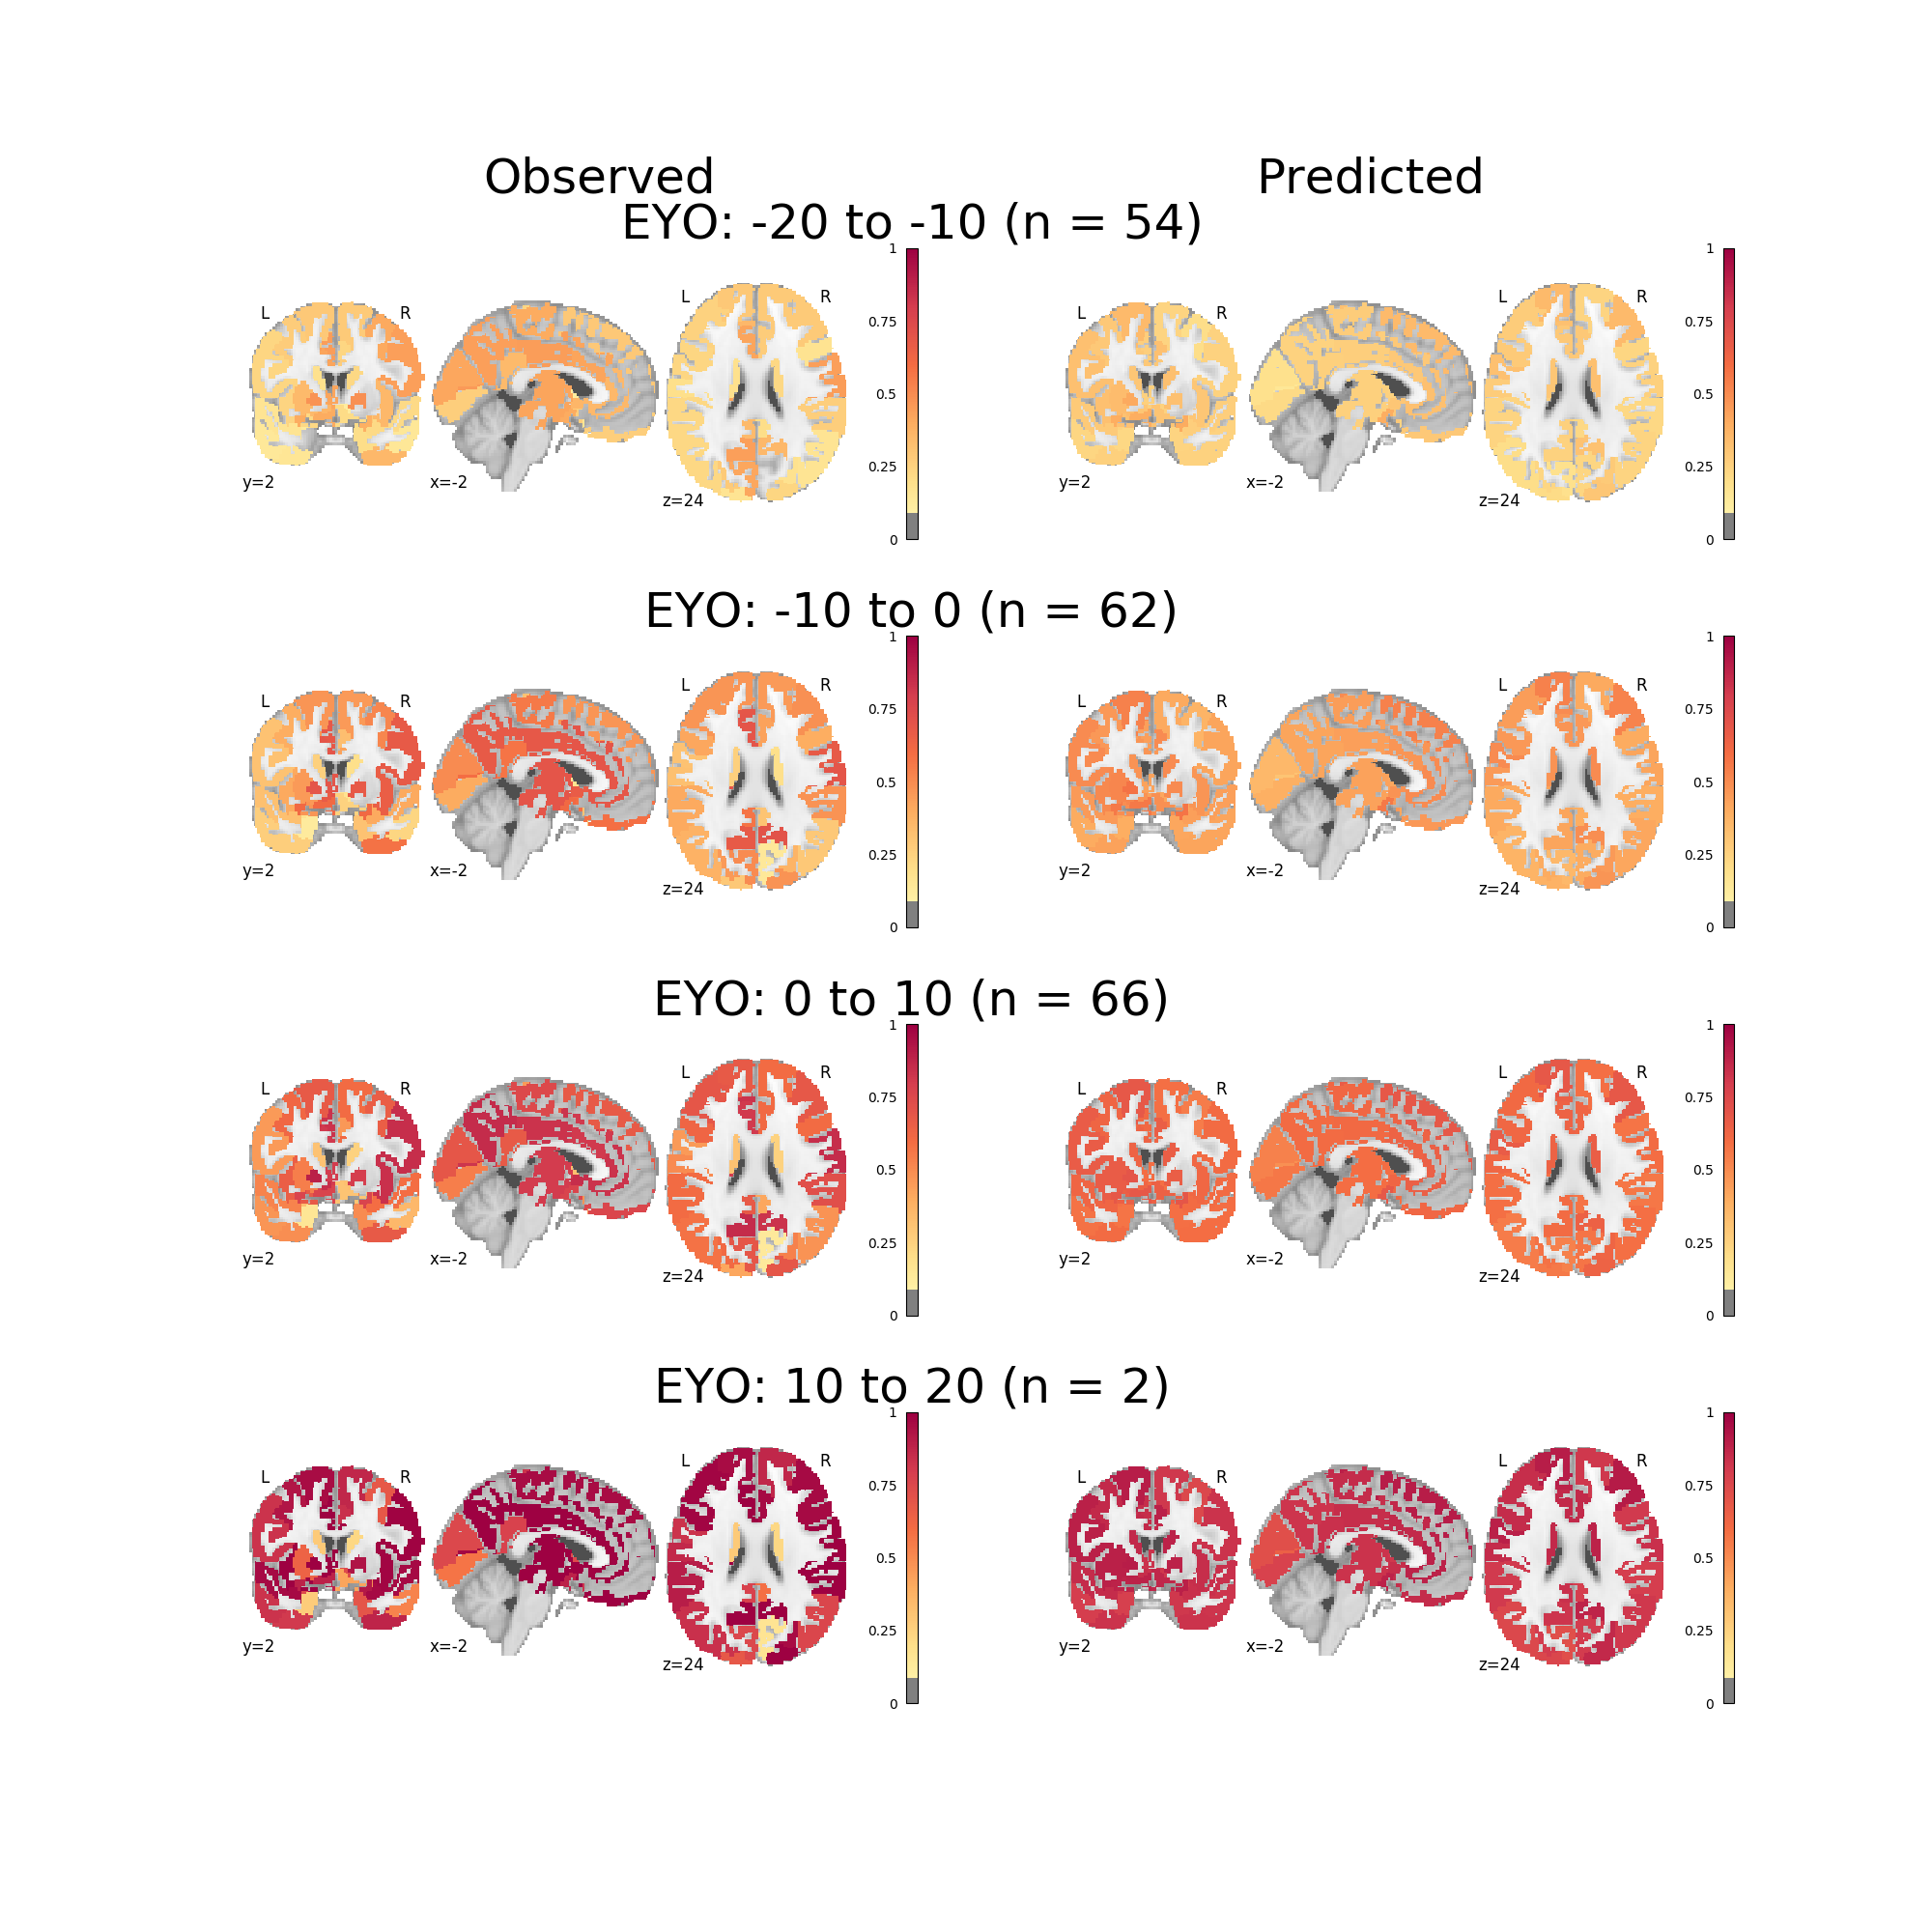 Observed
Predicted
EYO: -20 to -10 (n = 54)
L
R
y=2
x=-2
L
R
z=24
1
0.75
0.5
0.25
0
L
R
y=2
x=-2
L
R
z=24
1
0.75
0.5
0.25
0
EYO: -10 to 0 (n = 62)
L
R
y=2
x=-2
L
R
z=24
1
0.75
0.5
0.25
0
L
R
y=2
x=-2
L
R
z=24
1
0.75
0.5
0.25
0
EYO: 0 to 10 (n = 66)
L
R
y=2
x=-2
L
R
z=24
1
0.75
0.5
0.25
0
L
R
y=2
x=-2
L
R
z=24
1
0.75
0.5
0.25
0
EYO: 10 to 20 (n = 2)
L
R
y=2
x=-2
L
R
z=24
1
0.75
0.5
0.25
0
L
R
y=2
x=-2
L
R
z=24
1
0.75
0.5
0.25
0